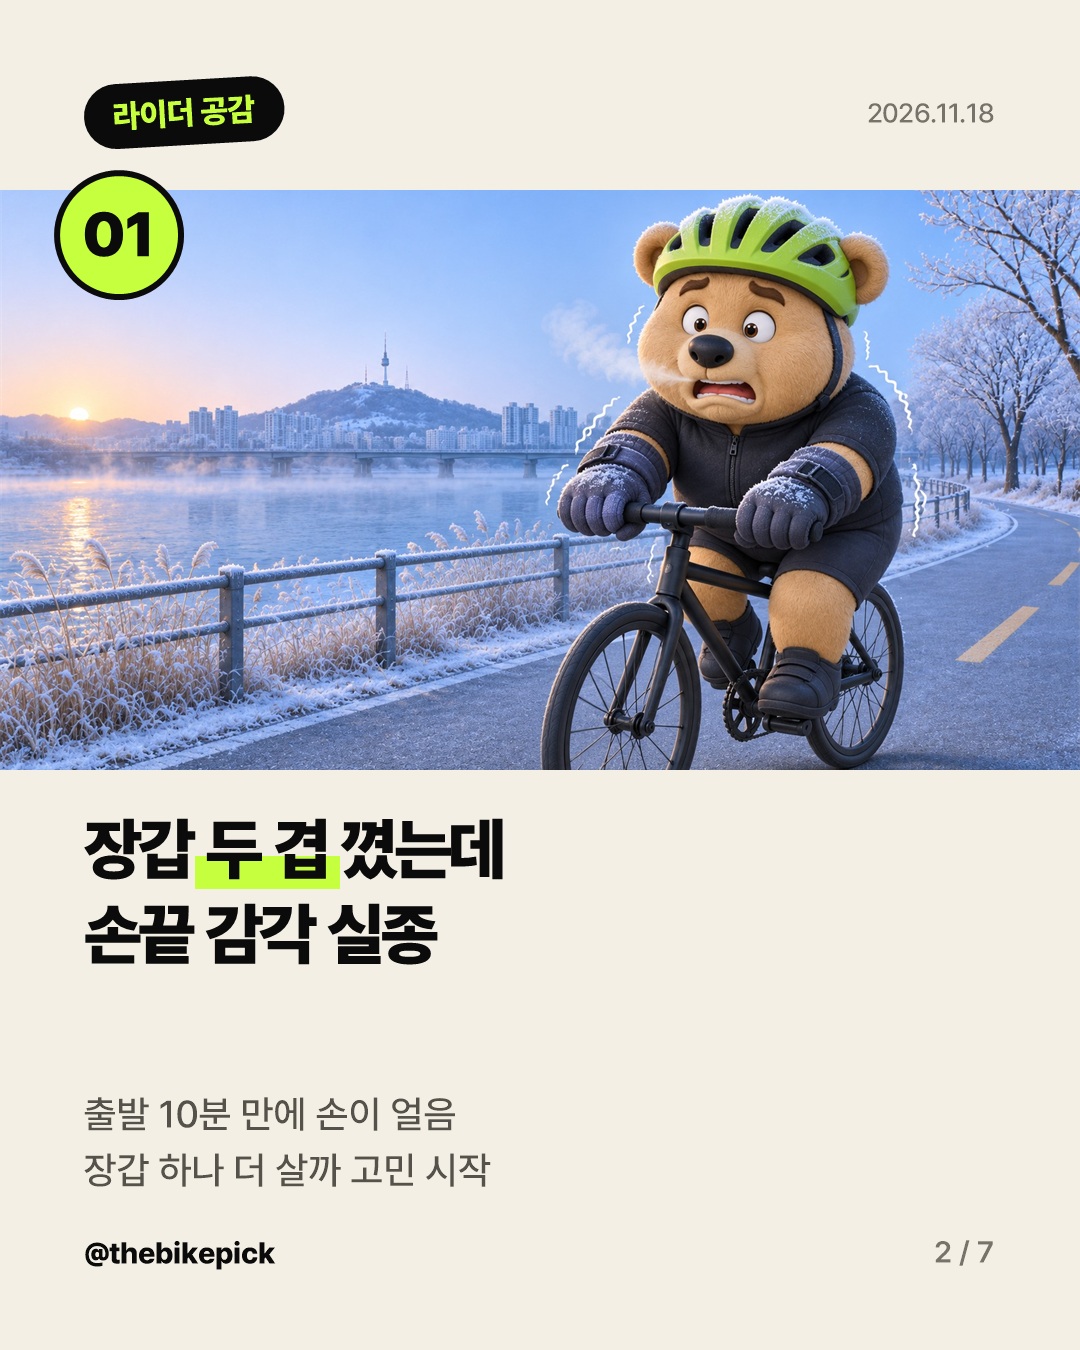 라이더 공감
2026.11.18
01
장갑 두 겹 꼈는데
손끝 감각 실종
출발 10분 만에 손이 얼음
장갑 하나 더 살까 고민 시작
@thebikepick
2 / 7